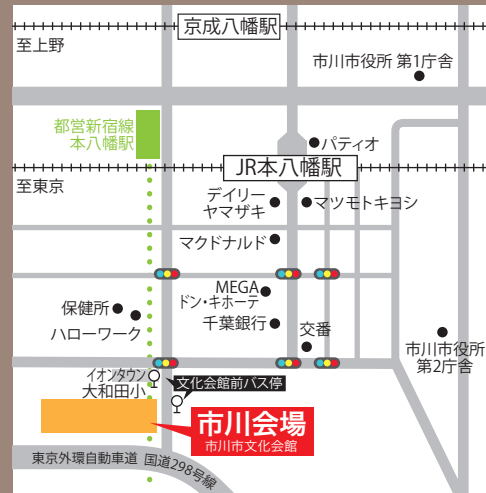 京成八幡駅
至上野
市川市役所 第1庁舎
都営新宿線
本八幡駅
パティオ
JR本八幡駅
至東京
デイリー
ヤマザキ
マツモトキヨシ
マクドナルド
MEGA
ドン・キホーテ
保健所
ハローワーク
千葉銀行
交番
市川市役所
第2庁舎
イオンタウン
大和田小
文化会館前バス停
市川会場
市川市文化会館
東京外環自動車道 国道298号線